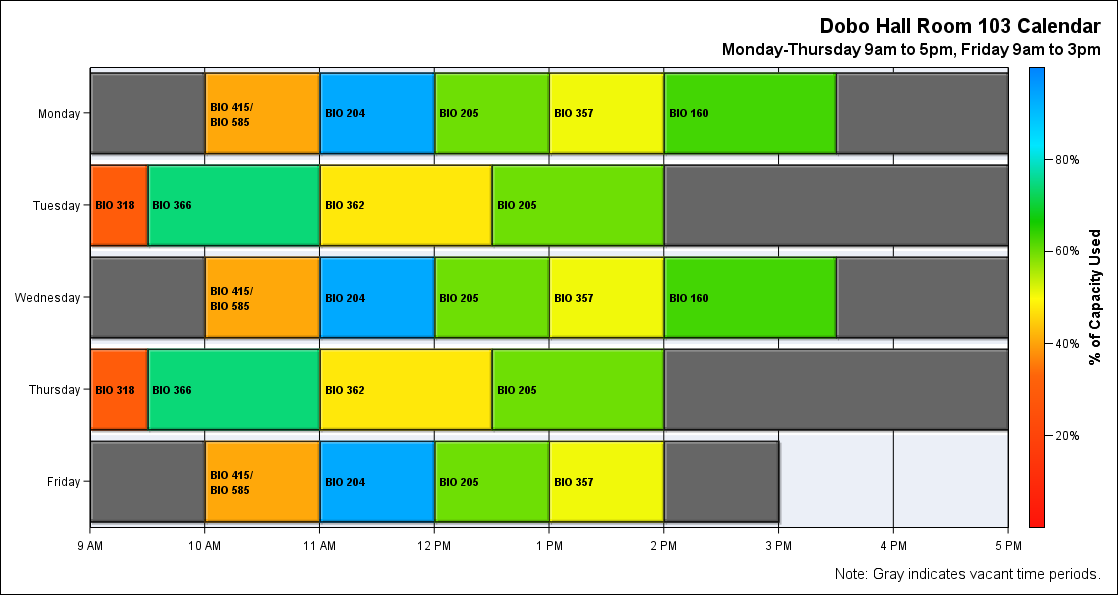 Dobo Hall Room 103 Calendar
Monday-Thursday 9am to 5pm, Friday 9am to 3pm
Monday
BIO 415/
BIO 585
BIO 204
BIO 205
BIO 357
BIO 160
Tuesday
BIO 318
BIO 366
BIO 362
BIO 205
Wednesday
BIO 415/
BIO 585
BIO 204
BIO 205
BIO 357
BIO 160
Thursday
BIO 318
BIO 366
BIO 362
BIO 205
Friday
BIO 415/
BIO 585
BIO 204
BIO 205
BIO 357
9 AM
10 AM
11 AM
12 PM
1 PM
2 PM
3 PM
4 PM
5 PM
80%
60%
40%
20%
% of Capacity Used
Note: Gray indicates vacant time periods.